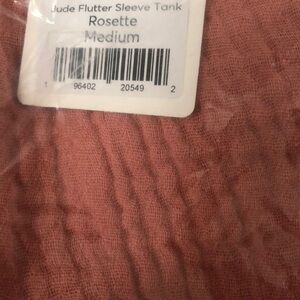 Jude Flutter Sleeve Tank
Rosette
Medium
1 96402 20549 2